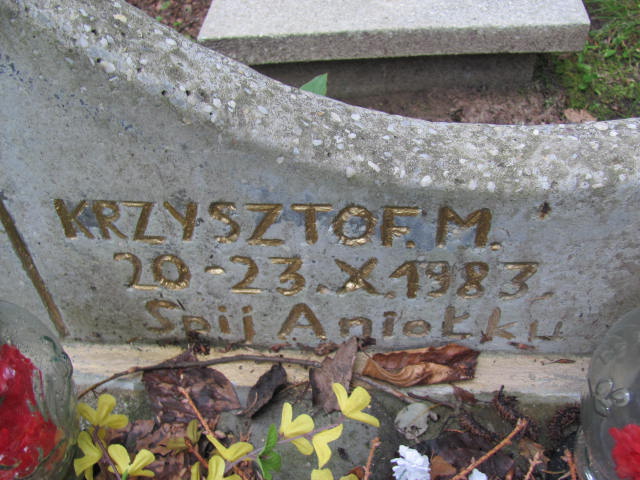 KRZYSZTOF. M.
20-23.X.1983.
Śpij Aniołku